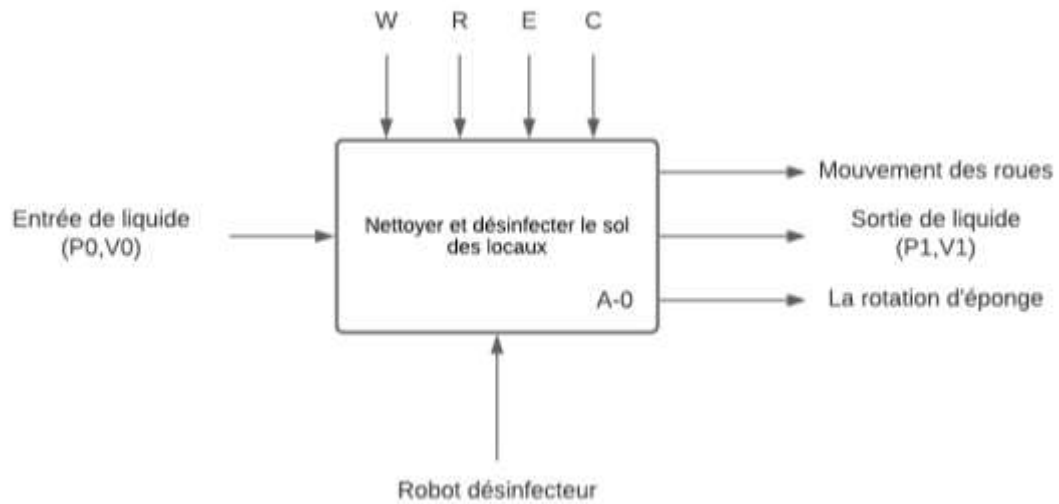 W R E C
Mouvement des roues
Entrée de liquide
(P0,V0)
Nettoyer et désinfecter le sol
des locaux
Sortie de liquide
(P1,V1)
A-0
La rotation d'éponge
Robot désinfecteur